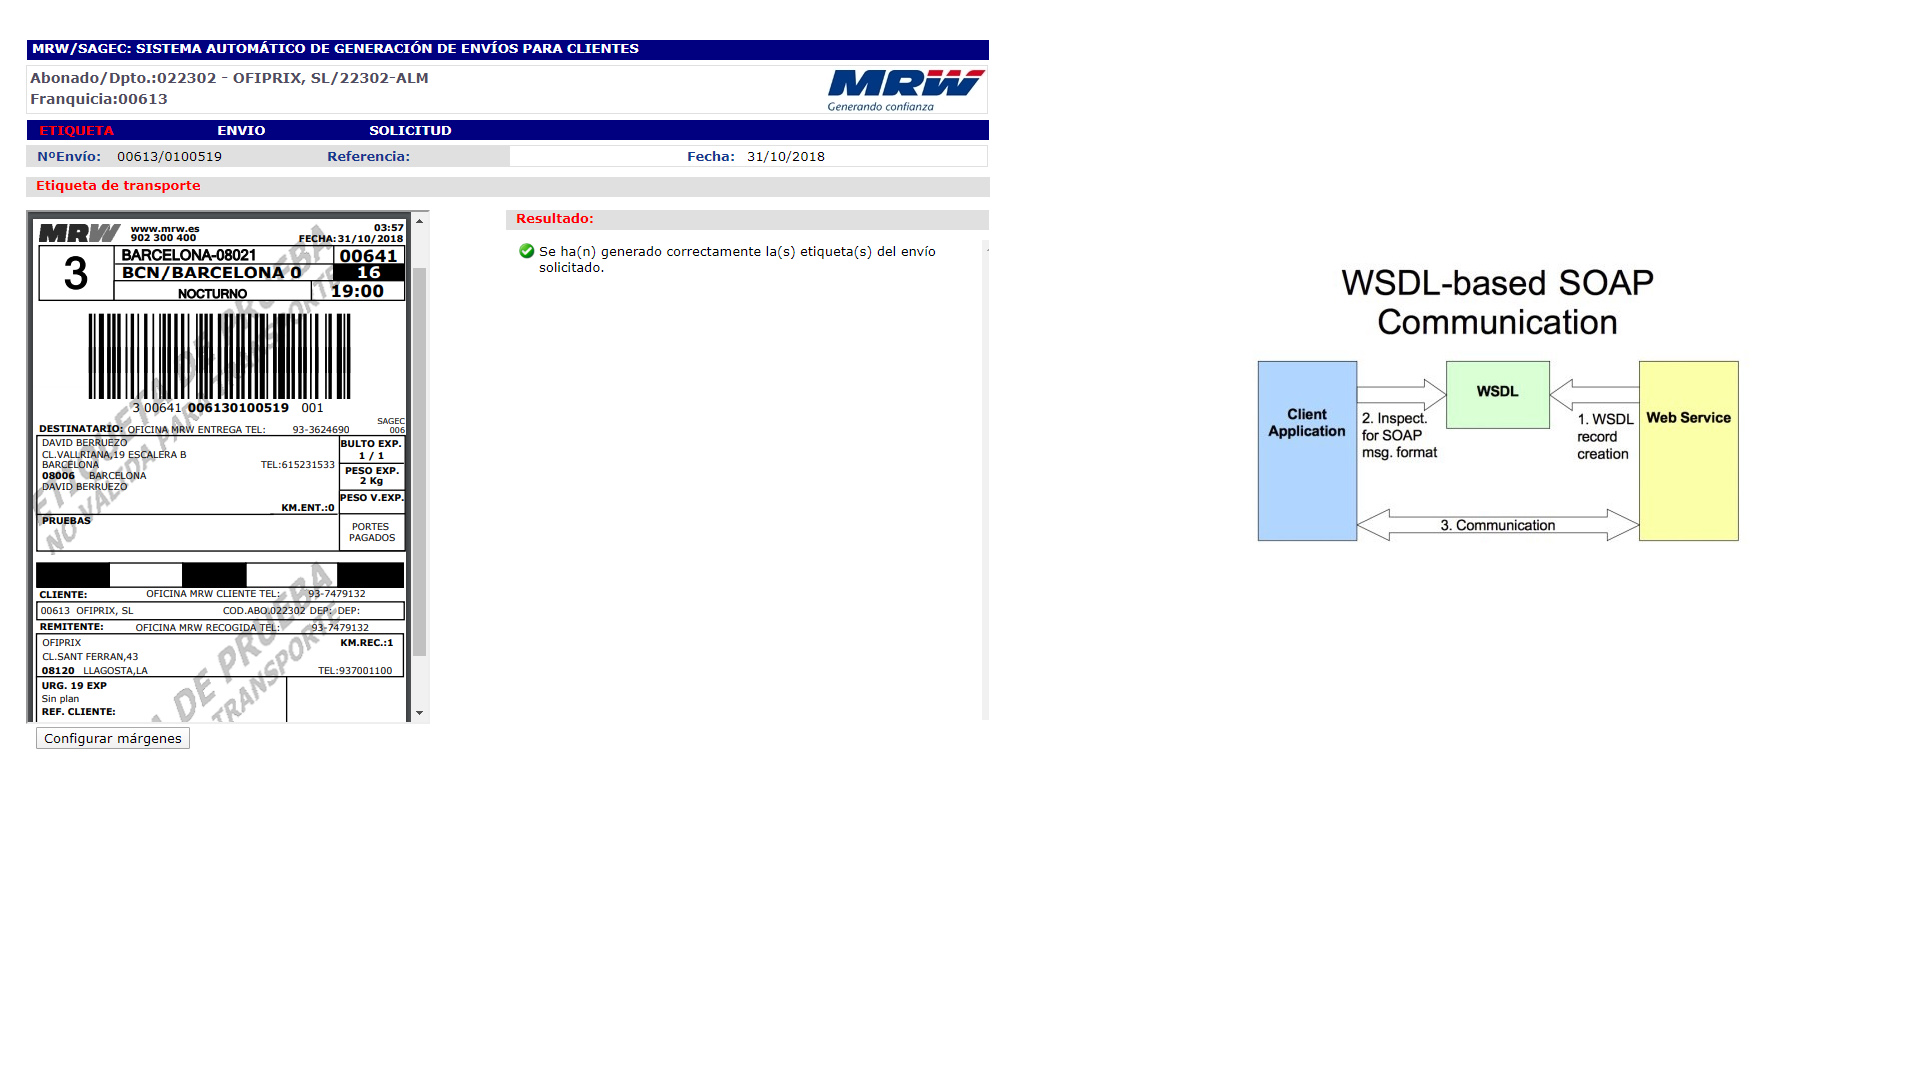 MRW/SAGEC: SISTEMA AUTOMÁTICO DE GENERACIÓN DE ENVÍOS PARA CLIENTES
Abonado/Dpto.:022302 - OFIPRIX, SL/22302-ALM
Franquicia:00613
MRW
Generando confianza
ETIQUETA ENVIO SOLICITUD
NºEnvío: 00613/0100519 Referencia: Fecha: 31/10/2018
Etiqueta de transporte
MRW www.mrw.es 03:57
902 300 400 FECHA:31/10/2018
3 BARCELONA-08021 00641
BCN/BARCELONA 0 16
NOCTURNO 19:00
3 00641 006130100519 001
SAGEC
006
DESTINATARIO: OFICINA MRW ENTREGA TEL: 93-3624690
DAVID BERRUEZO BULTO EXP.
CL.VALLRIANA,19 ESCALERA B 1 / 1
BARCELONA TEL:615231533
08006 BARCELONA PESO EXP.
2 Kg
DAVID BERRUEZO
PESO V.EXP.
KM.ENT.:0
PRUEBAS
PORTES
PAGADOS
ETIQUETA DE PRUEBA
NO VALIDA PARA TRANSPORTE
CLIENTE: OFICINA MRW CLIENTE TEL: 93-7479132
00613 OFIPRIX, SL COD.ABO.022302 DEP: DEP:
REMITENTE: OFICINA MRW RECOGIDA TEL: 93-7479132
OFIPRIX KM.REC.:1
CL.SANT FERRAN,43
08120 LLAGOSTA,LA TEL:937001100
URG. 19 EXP
Sin plan
REF. CLIENTE:
A DE PRUEBA
TRANSPORTE
Configurar márgenes
Resultado:
Se ha(n) generado correctamente la(s) etiqueta(s) del envío
solicitado.
WSDL-based SOAP
Communication
Client
Application
2. Inspect.
for SOAP
msg. format
WSDL
1. WSDL
record
creation
Web Service
3. Communication